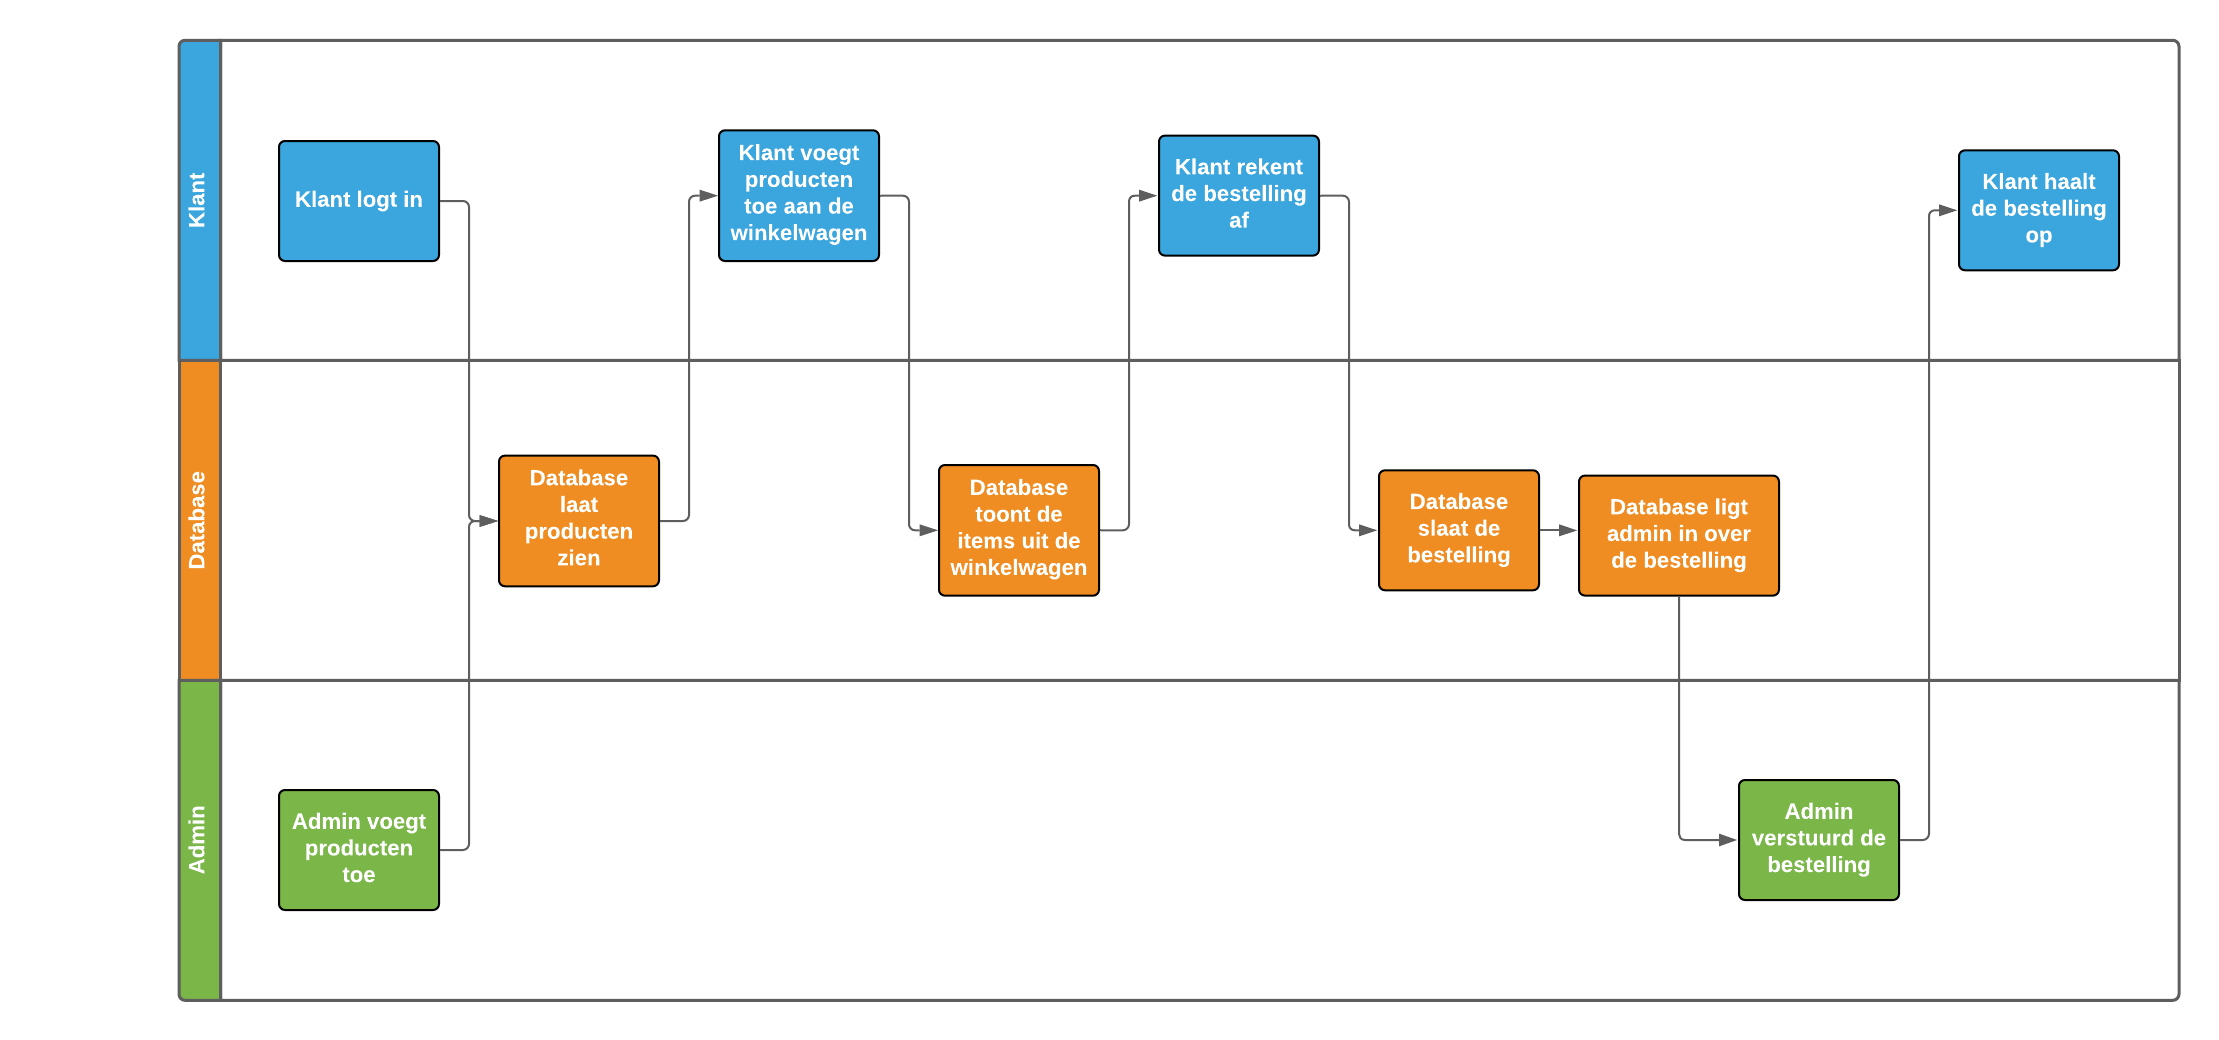 Klant
Klant logt in
Klant voegt
producten
toe aan de
winkelwagen
Klant rekent
de bestelling
af
Klant haalt
de bestelling
op
Database
Database
laat
producten
zien
Database
toont de
items uit de
winkelwagen
Database
slaat de
bestelling
Database ligt
admin in over
de bestelling
Admin
Admin voegt
producten
toe
Admin
verstuurd de
bestelling